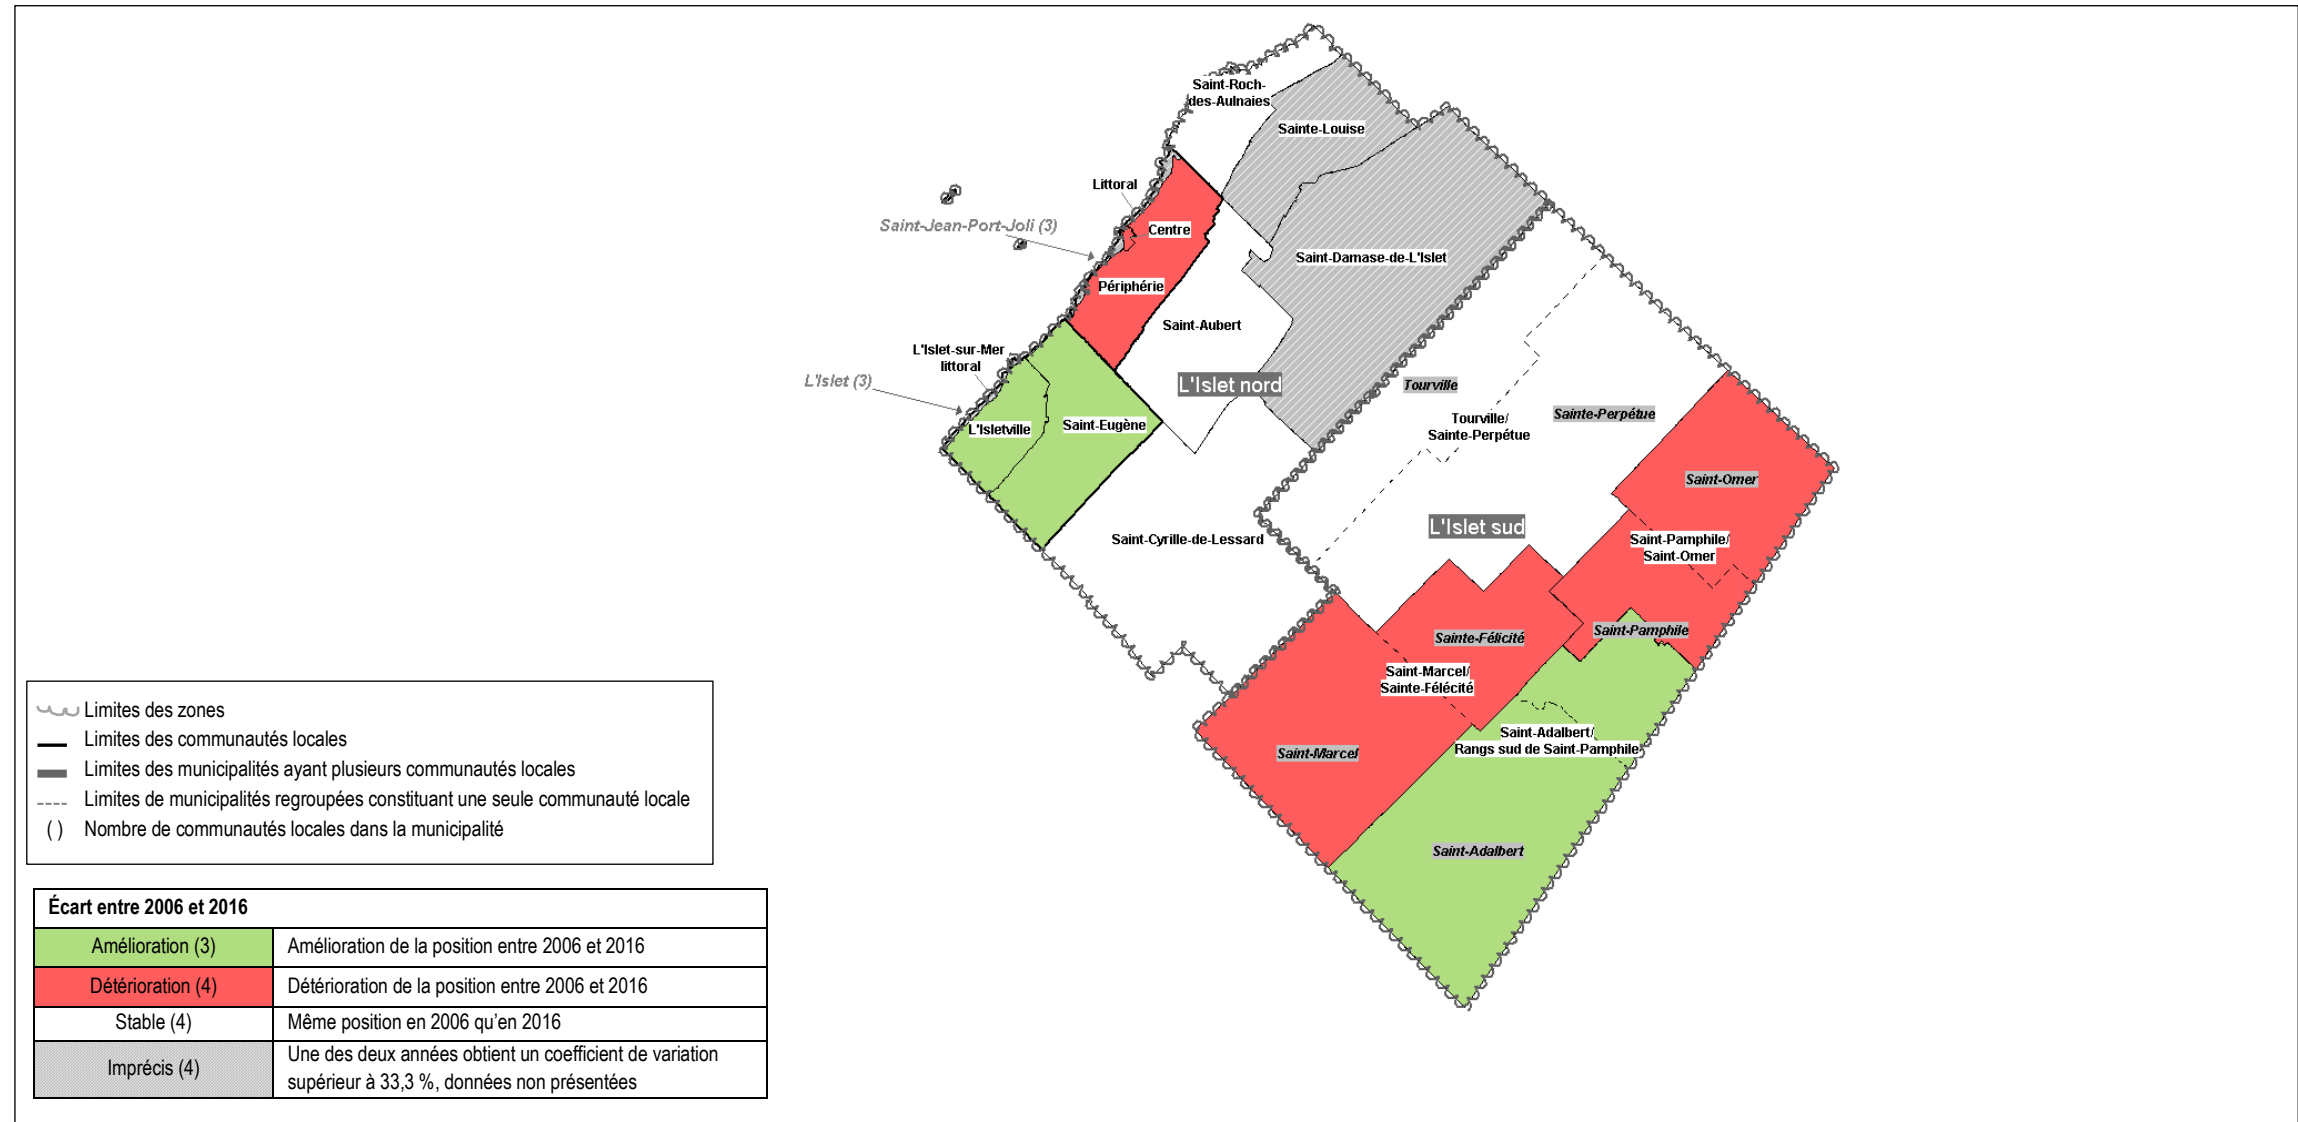 Saint-Roch-
des-Aulnaies
Sainte-Louise
Littoral
Saint-Jean-Port-Joli (3)
Centre
Saint-Damase-de-L'Islet
Périphérie
Saint-Aubert
L'Islet-sur-Mer
littoral
L'Islet (3)
L'Islet nord
Tourville
Sainte-Perpétue
Tourville/
Sainte-Perpétue
L'Isletville
Saint-Eugène
Saint-Omer
L'Islet sud
Saint-Cyrille-de-Lessard
Saint-Pamphile/
Saint-Omer
Sainte-Félicité
Saint-Pamphile
Saint-Marcel/
Sainte-Félécité
Saint-Adalbert/
Rangs sud de Saint-Pamphile
Saint-Marcel
Saint-Adalbert
Limites des zones
Limites des communautés locales
Limites des municipalités ayant plusieurs communautés locales
Limites de municipalités regroupées constituant une seule communauté locale
( ) Nombre de communautés locales dans la municipalité
Écart entre 2006 et 2016
Amélioration (3) Amélioration de la position entre 2006 et 2016
Détérioration (4) Détérioration de la position entre 2006 et 2016
Stable (4) Même position en 2006 qu'en 2016
Imprécis (4) Une des deux années obtient un coefficient de variation
supérieur à 33,3 %, données non présentées